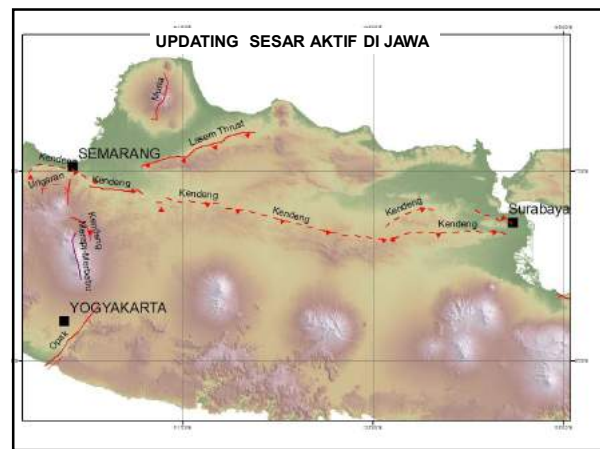 UPDATING SESAR AKTIF DI JAWA
Muria
Lasem Thrust
Kendeng
SEMARANG
Ungaran
Kendeng
Kendeng
Kendeng
Kendeng
Kendeng
Surabaya
Kendeng
Merapi-Merbabu
YOGYAKARTA
Opak